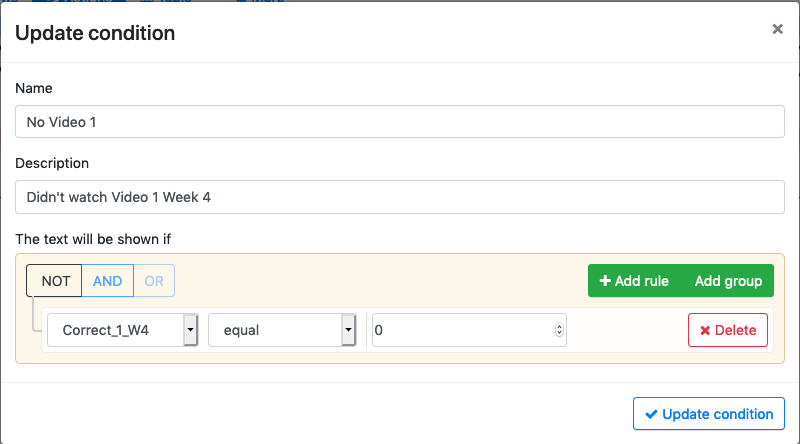 Update condition
×
Name
No Video 1
Description
Didn't watch Video 1 Week 4
The text will be shown if
NOT AND OR + Add rule Add group
Correct_1_W4 equal 0 Delete
Update condition